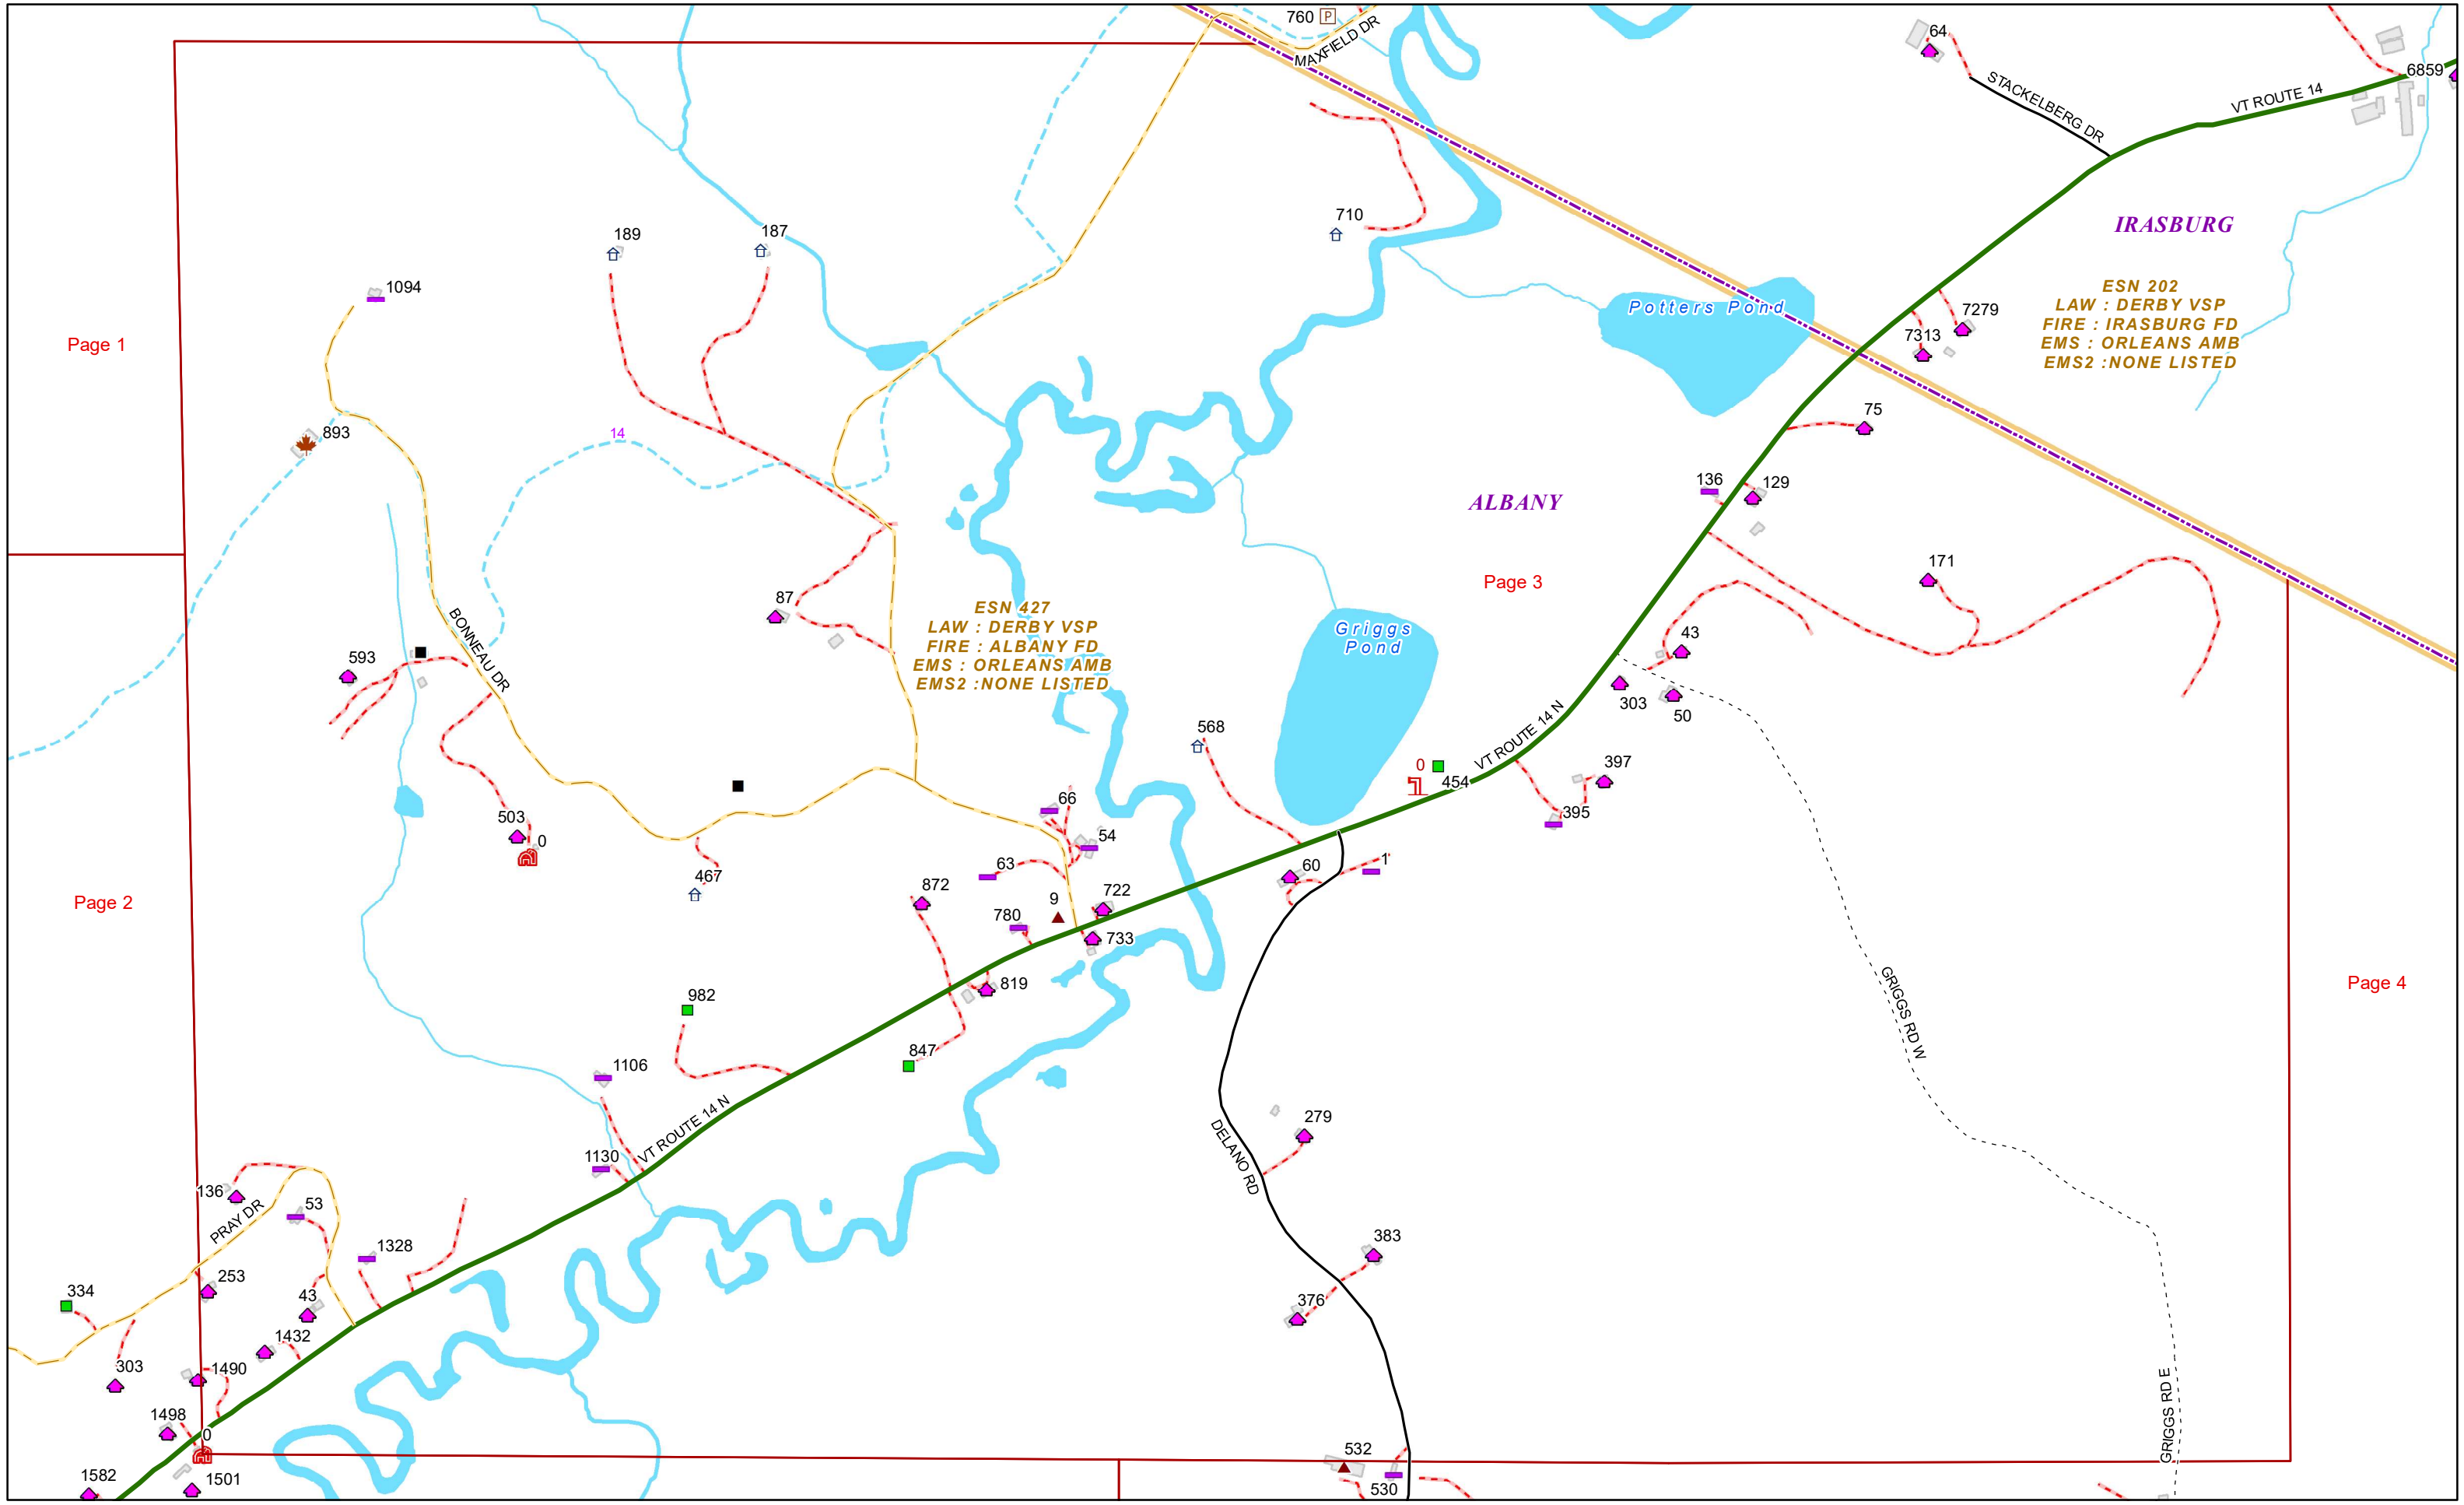 760
P
MAXFIELD DR
64
STACKELBERG DR
6859
VT ROUTE 14
IRASBURG
ESN 202
LAW : DERBY VSP
FIRE : IRASBURG FD
EMS : ORLEANS AMB
EMS2 :NONE LISTED
189
187
710
1094
Potters Pond
7279
7313
Page 1
893
14
75
136
129
ALBANY
Page 3
171
87
ESN 427
LAW : DERBY VSP
FIRE : ALBANY FD
EMS : ORLEANS AMB
EMS2 :NONE LISTED
Griggs
Pond
BONNEAU DR
593
43
303
50
568
VT ROUTE 14 N
0
454
397
395
503
0
66
54
63
467
872
9
722
780
733
60
1
Page 2
819
982
847
GRIGGS RD W
Page 4
1106
VT ROUTE 14 N
1130
279
DELANO RD
136
53
PRAY DR
1328
383
253
334
43
376
1432
303
1490
1498
0
GRIGGS RD E
532
530
1582
1501